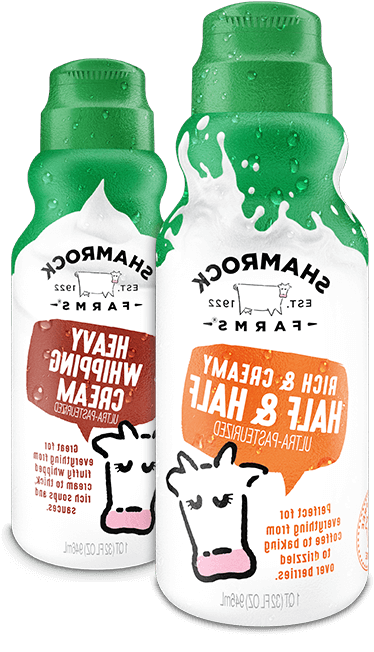 SHAMROCK
EST. 1922
FARMS®
HEAVY
WHIPPING
CREAM
ULTRA-PASTEURIZED
Great for
everything from
fluffy whipped
cream to thick,
rich soups and
sauces.
1 QT (32 FL OZ) 946mL
SHAMROCK
EST. 1922
FARMS®
RICH & CREAMY
HALF & HALF
ULTRA-PASTEURIZED
Perfect for
everything from
coffee to baking
to drizzled
over berries.
1 QT (32 FL OZ) 946mL